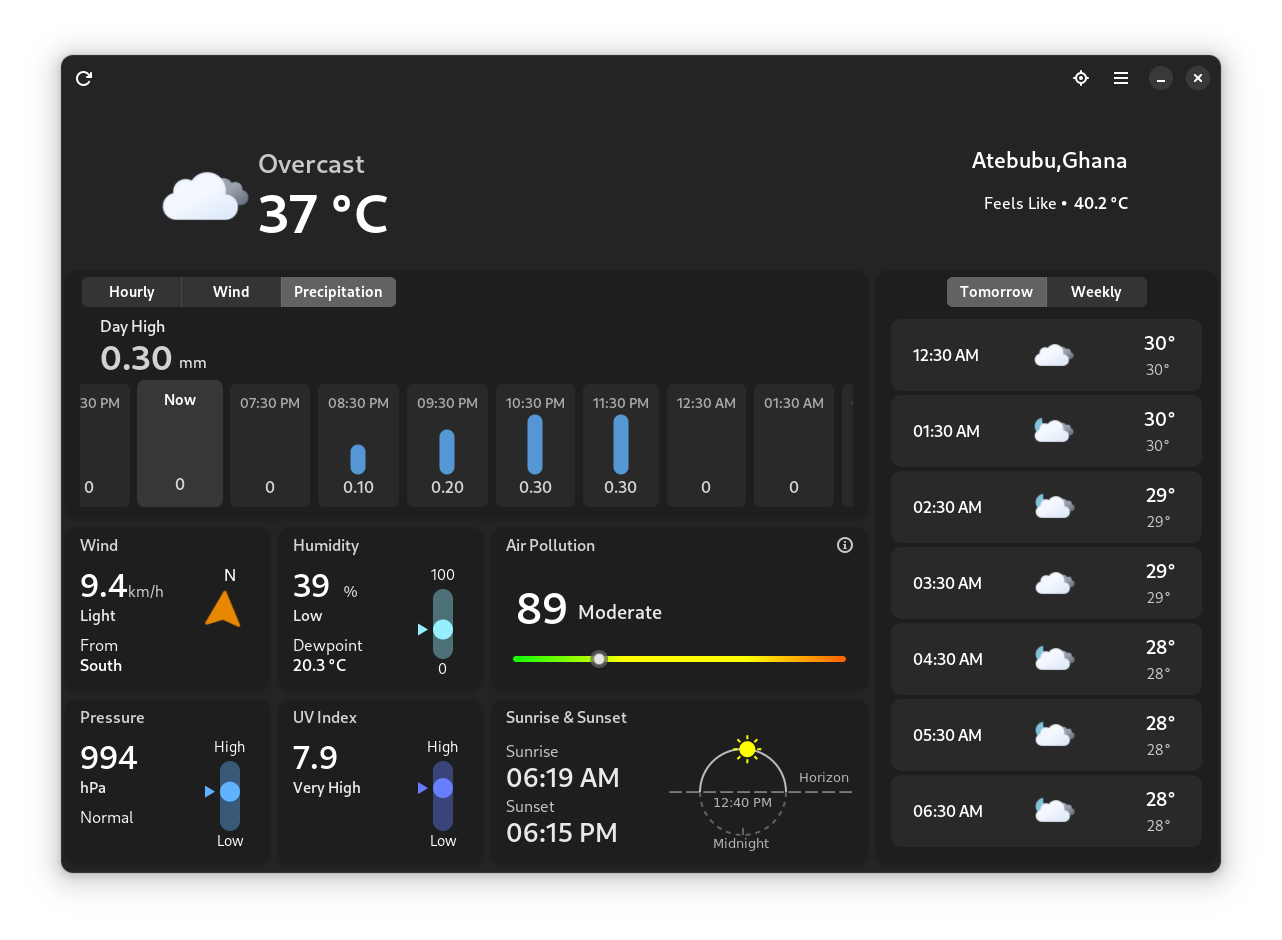 Overcast
37 °C
Atebubu,Ghana
Feels Like • 40.2 °C
Hourly Wind Precipitation
Day High
0.30 mm
30 PM Now 07:30 PM 08:30 PM 09:30 PM 10:30 PM 11:30 PM 12:30 AM 01:30 AM
0 0 0 0.10 0.20 0.30 0.30 0 0
Wind
9.4km/h
Light
From
South
N
Humidity
39 %
Low
Dewpoint
20.3 °C
100
0
Air Pollution
89 Moderate
Pressure
994
hPa
Normal
High
Low
UV Index
7.9
Very High
High
Low
Sunrise & Sunset
Sunrise
06:19 AM
Sunset
06:15 PM
Horizon
12:40 PM
Midnight
Tomorrow Weekly
12:30 AM 30°
30°
01:30 AM 30°
30°
02:30 AM 29°
29°
03:30 AM 29°
29°
04:30 AM 28°
28°
05:30 AM 28°
28°
06:30 AM 28°
28°